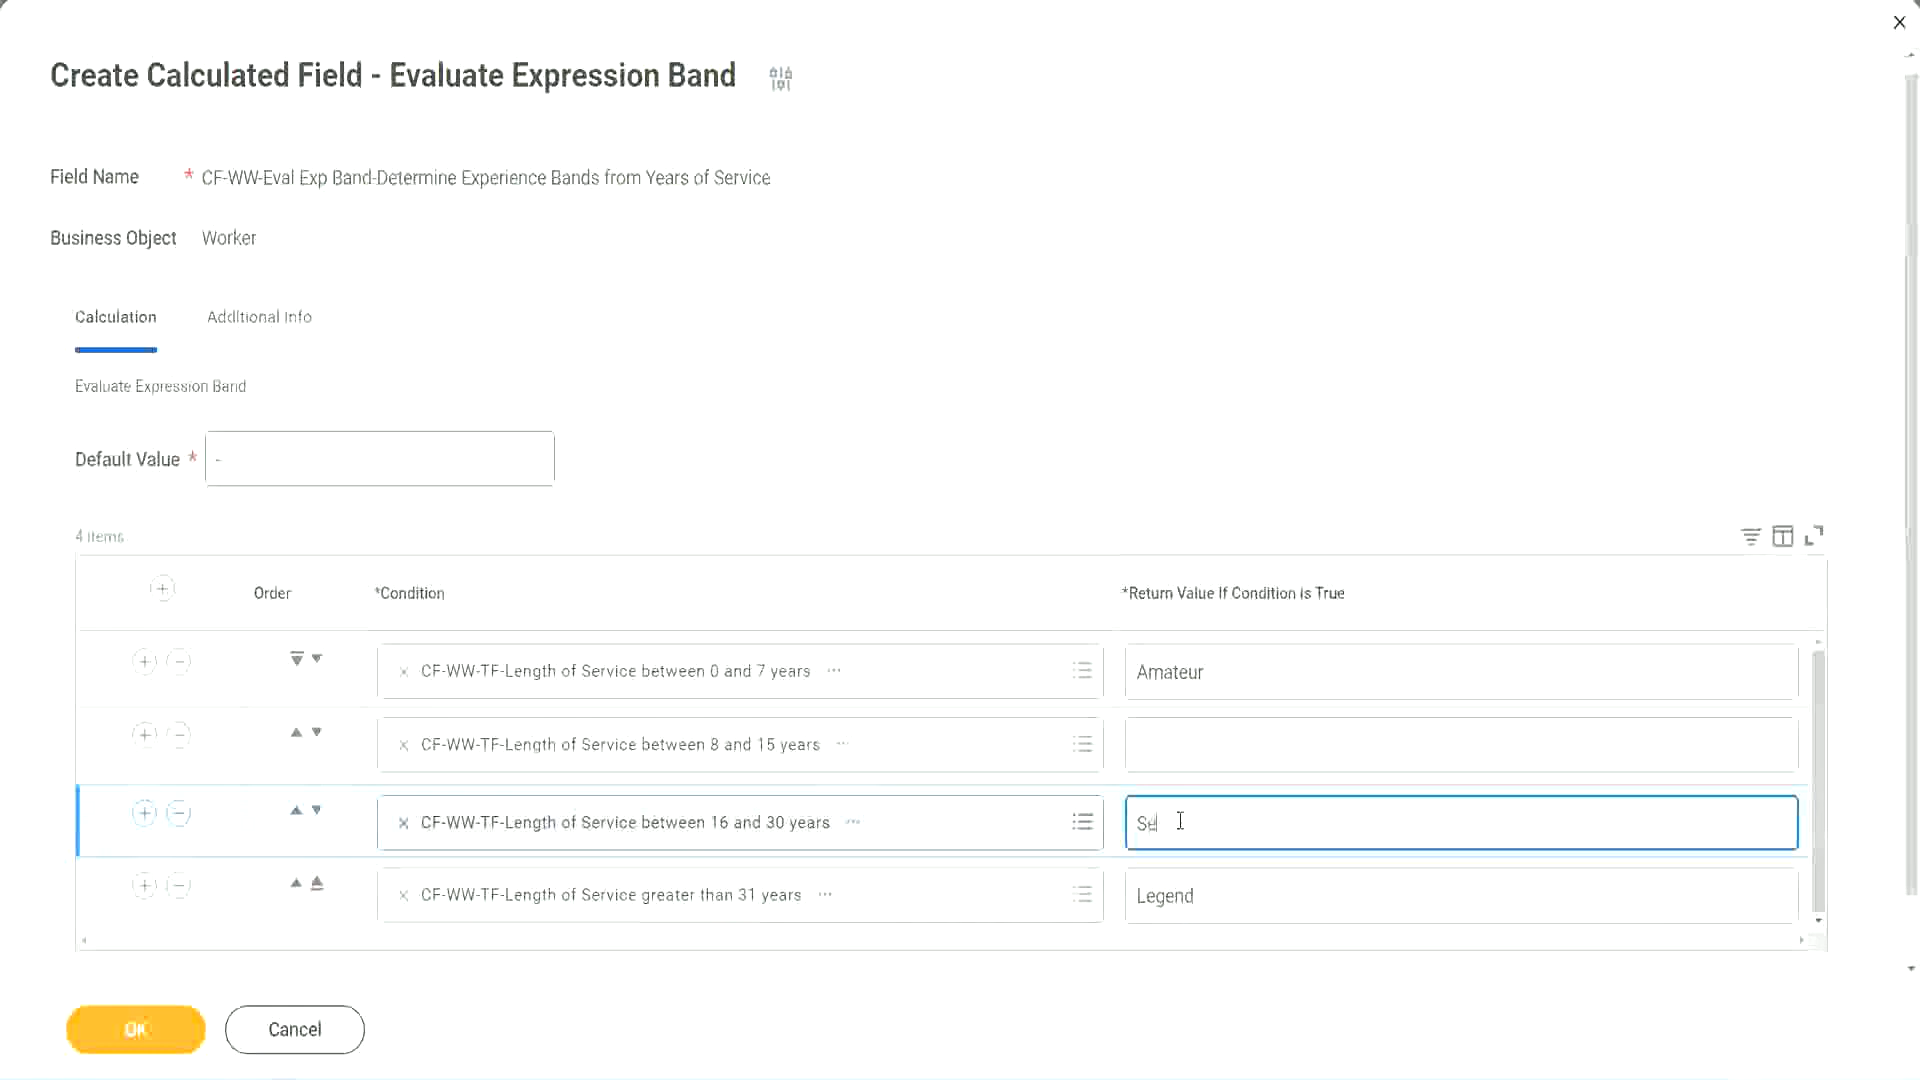 Create Calculated Field - Evaluate Expression Band
Field Name * CF-WW-Eval Exp Band-Determine Experience Bands from Years of Service
Business Object Worker
Calculation Additional Info
Evaluate Expression Band
Default Value * -
4 items
Order *Condition *Return Value If Condition is True
CF-WW-TF-Length of Service between 0 and 7 years ... Amateur
CF-WW-TF-Length of Service between 8 and 15 years ...
CF-WW-TF-Length of Service between 16 and 30 years ...
CF-WW-TF-Length of Service greater than 31 years ... Legend
OK Cancel